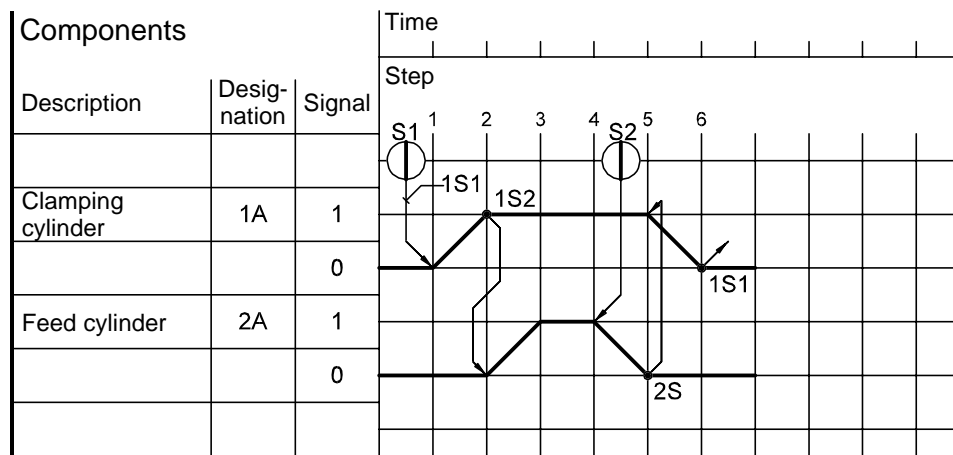 Components
Time
Step
Description
Desig-
nation
Signal
1 2 3 4 5 6
S1 S2
1S1
1S2
Clamping
cylinder
1A
1
0
1S1
Feed cylinder
2A
1
0
2S